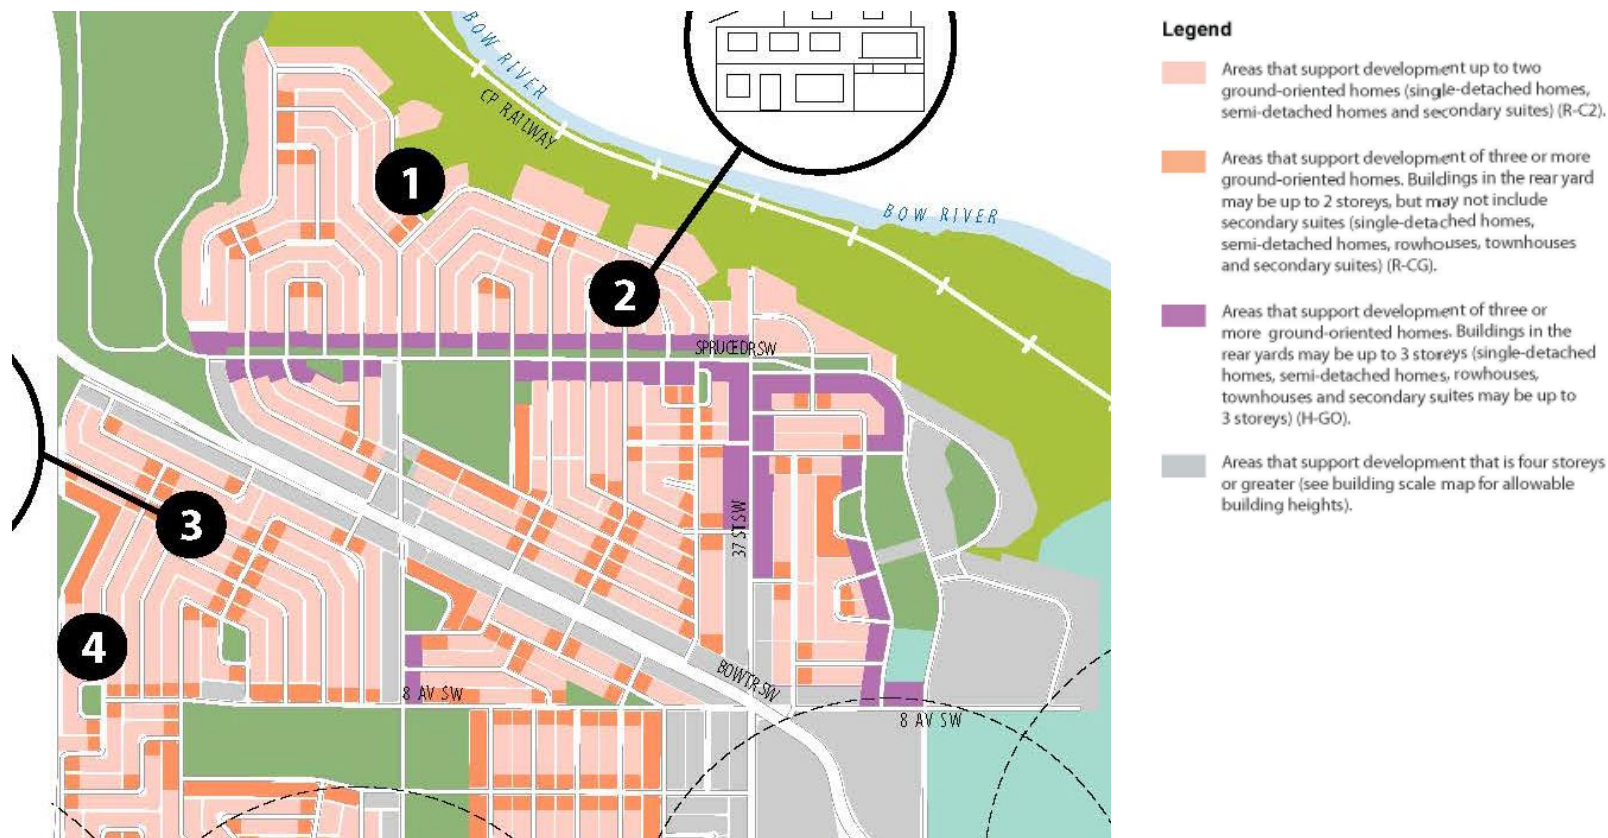 BOW RIVER
CP RAILWAY
BOW RIVER
1
2
SPRUCE DR SW
3
37 ST SW
4
BOW TR SW
8 AV SW
8 AV SW
Legend
Areas that support development up to two
ground-oriented homes (single-detached homes,
semi-detached homes and secondary suites) (R-C2).
Areas that support development of three or more
ground-oriented homes. Buildings in the rear yard
may be up to 2 storeys, but may not include
secondary suites (single-detached homes,
semi-detached homes, rowhouses, townhouses
and secondary suites) (R-CG).
Areas that support development of three or
more ground-oriented homes. Buildings in the
rear yards may be up to 3 storeys (single-detached
homes, semi-detached homes, rowhouses,
townhouses and secondary suites may be up to
3 storeys) (H-GO).
Areas that support development that is four storeys
or greater (see building scale map for allowable
building heights).